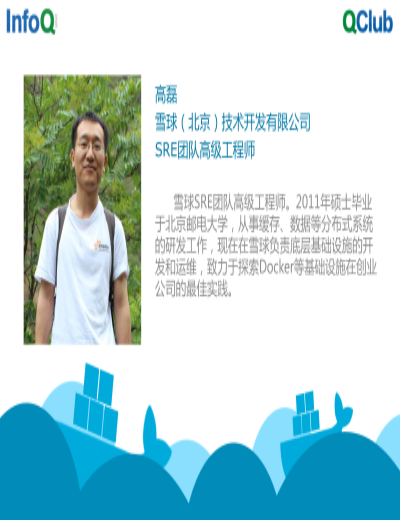 InfoQ
QClub
高磊
雪球（北京）技术开发有限公司
SRE团队高级工程师
雪球SRE团队高级工程师。2011年硕士毕业
于北京邮电大学，从事缓存、数据等分布式系统
的研发工作，现在在雪球负责底层基础设施的开
发和运维，致力于探索Docker等基础设施在创业
公司的最佳实践。